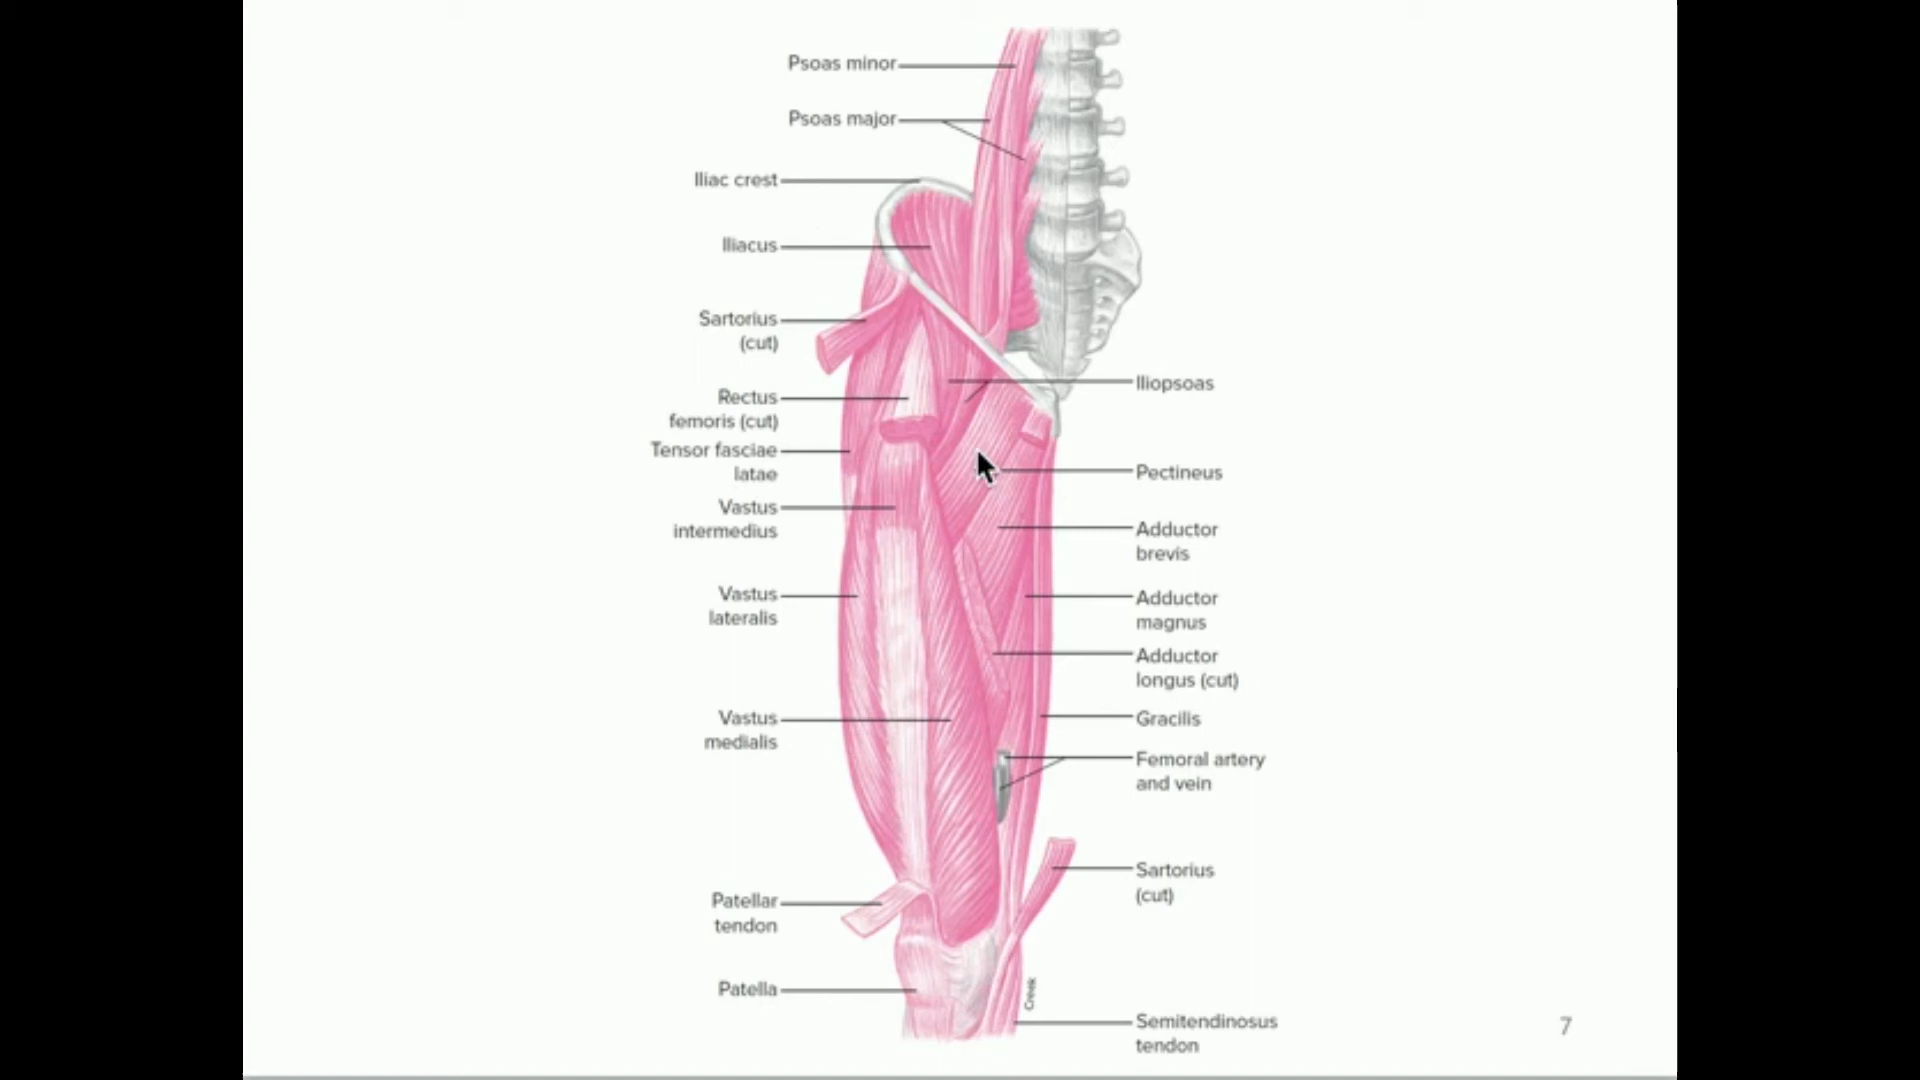 Psoas minor
Psoas major
Iliac crest
Iliacus
Sartorius
(cut)
Rectus
femoris (cut)
Tensor fasciae
latae
Vastus
intermedius
Vastus
lateralis
Vastus
medialis
Patellar
tendon
Patella
Iliopsoas
Pectineus
Adductor
brevis
Adductor
magnus
Adductor
longus (cut)
Gracilis
Femoral artery
and vein
Sartorius
(cut)
Creek
Semitendinosus
tendon
7